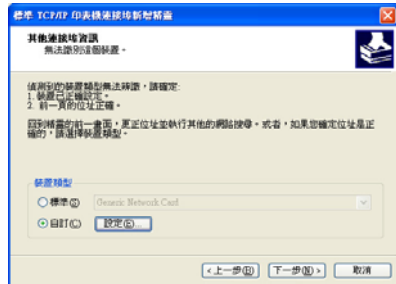 標準 TCP/IP 印表機連接埠新增精靈
其他連接埠資訊
無法識別這個裝置。
偵測到的裝置類型無法辨識，請確定:
1. 裝置已正確設定。
2. 前一頁的位址正確。
回到精靈的前一畫面，更正位址並執行其他的網路搜尋。或者，如果您確定位址是正
確的，請選擇裝置類型。
裝置類型
標準(S)
Generic Network Card
自訂(C)
設定(E)...
<上一步(B)
下一步(N)>
取消